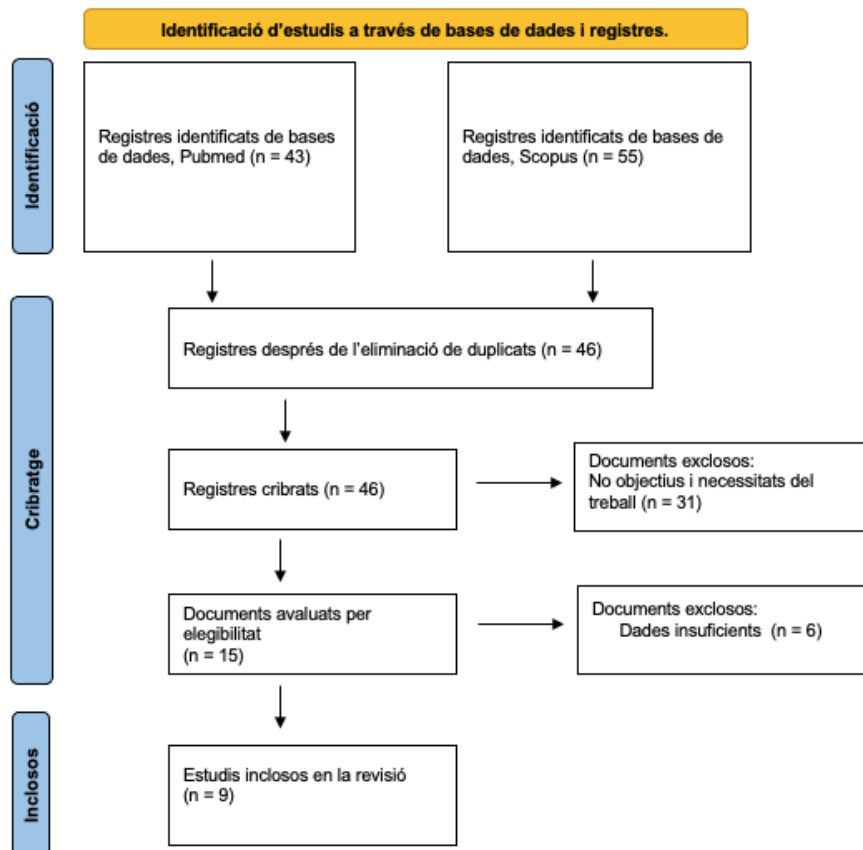 Identificació d'estudis a través de bases de dades i registres.
Identificació
Registres identificats de bases
de dades, Pubmed (n = 43)
Registres identificats de bases de
dades, Scopus (n = 55)
Cribratge
Registres després de l'eliminació de duplicats (n = 46)
Registres cribrats (n = 46)
Documents exclosos:
No objectius i necessitats del
treball (n = 31)
Documents avaluats per
elegibilitat
(n = 15)
Documents exclosos:
Dades insuficients (n = 6)
Inclosos
Estudis inclosos en la revisió
(n = 9)